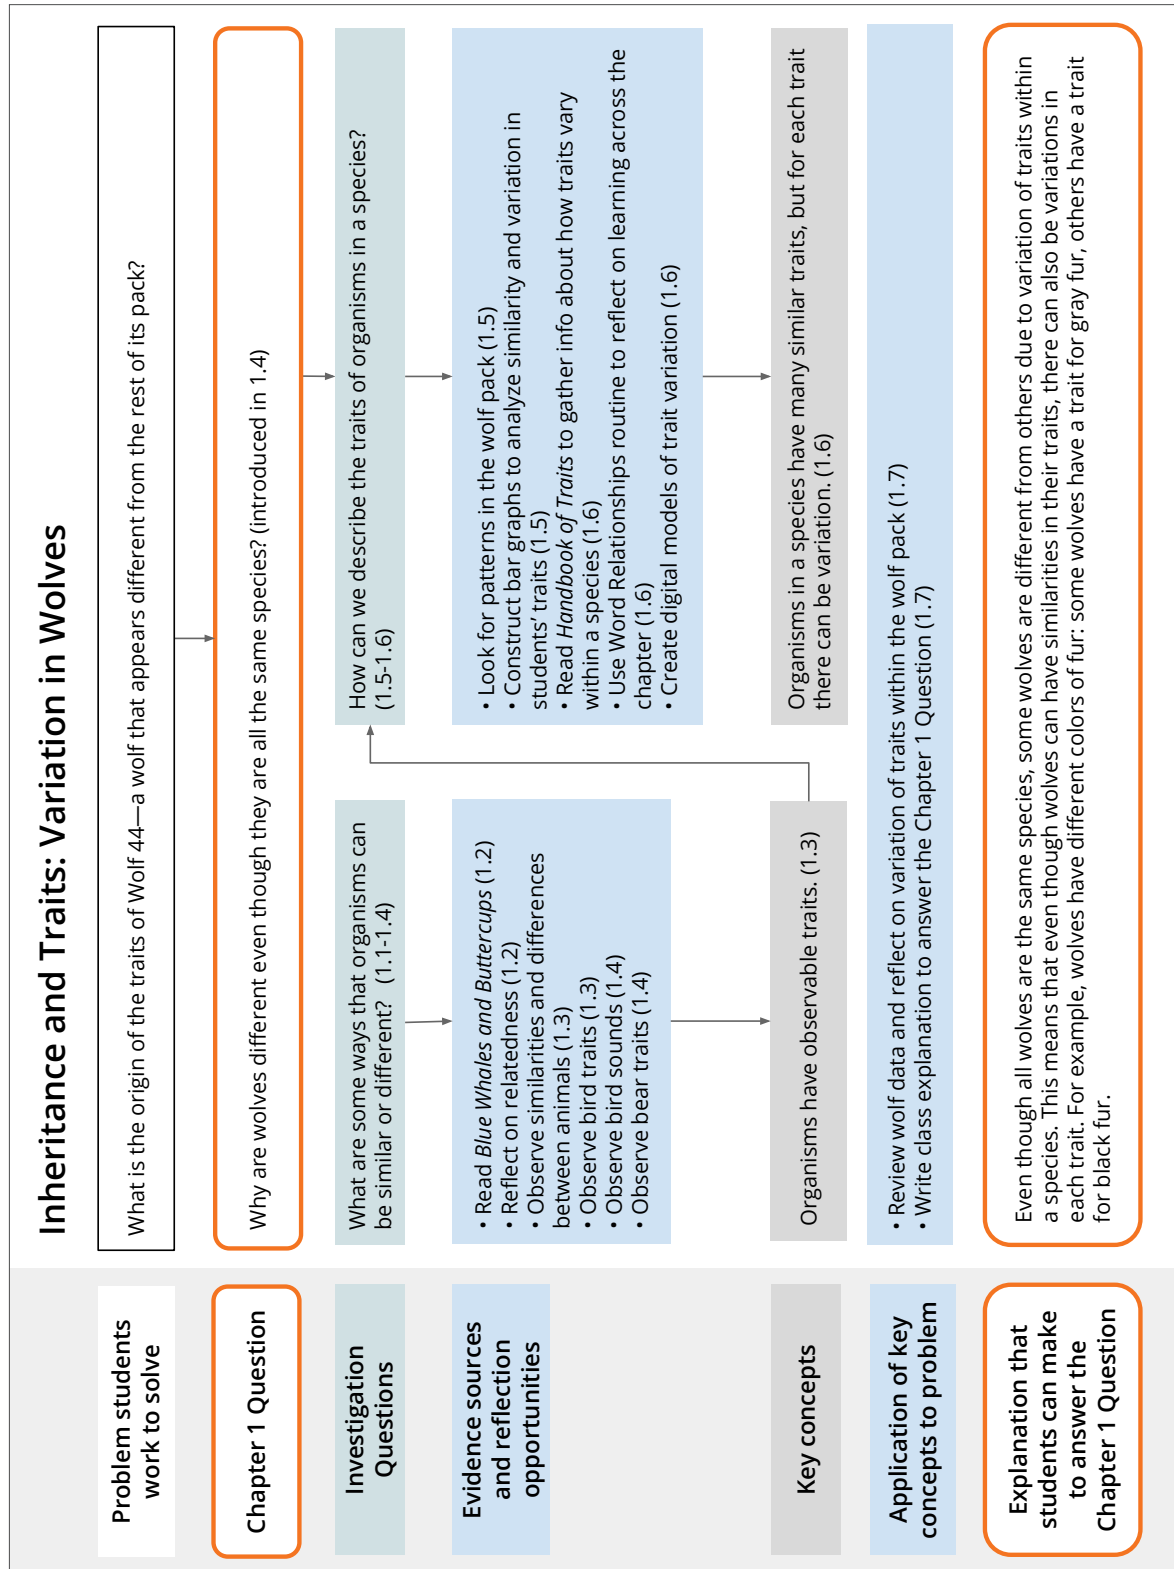 Inheritance and Traits: Variation in Wolves
Problem students
work to solve
What is the origin of the traits of Wolf 44—a wolf that appears different from the rest of its pack?
Chapter 1 Question
Why are wolves different even though they are all the same species? (introduced in 1.4)
Investigation
Questions
What are some ways that organisms can
be similar or different? (1.1-1.4)
How can we describe the traits of organisms in a species?
(1.5-1.6)
Evidence sources
and reflection
opportunities
• Read Blue Whales and Buttercups (1.2)
• Reflect on relatedness (1.2)
• Observe similarities and differences
between animals (1.3)
• Observe bird traits (1.3)
• Observe bird sounds (1.4)
• Observe bear traits (1.4)
• Look for patterns in the wolf pack (1.5)
• Construct bar graphs to analyze similarity and variation in
students’ traits (1.5)
• Read Handbook of Traits to gather info about how traits vary
within a species (1.6)
• Use Word Relationships routine to reflect on learning across the
chapter (1.6)
• Create digital models of trait variation (1.6)
Key concepts
Organisms have observable traits. (1.3)
Organisms in a species have many similar traits, but for each trait
there can be variation. (1.6)
Application of key
concepts to problem
• Review wolf data and reflect on variation of traits within the wolf pack (1.7)
• Write class explanation to answer the Chapter 1 Question (1.7)
Explanation that
students can make
to answer the
Chapter 1 Question
Even though all wolves are the same species, some wolves are different from others due to variation of traits within
a species. This means that even though wolves can have similarities in their traits, there can also be variations in
each trait. For example, wolves have different colors of fur: some wolves have a trait for gray fur, others have a trait
for black fur.